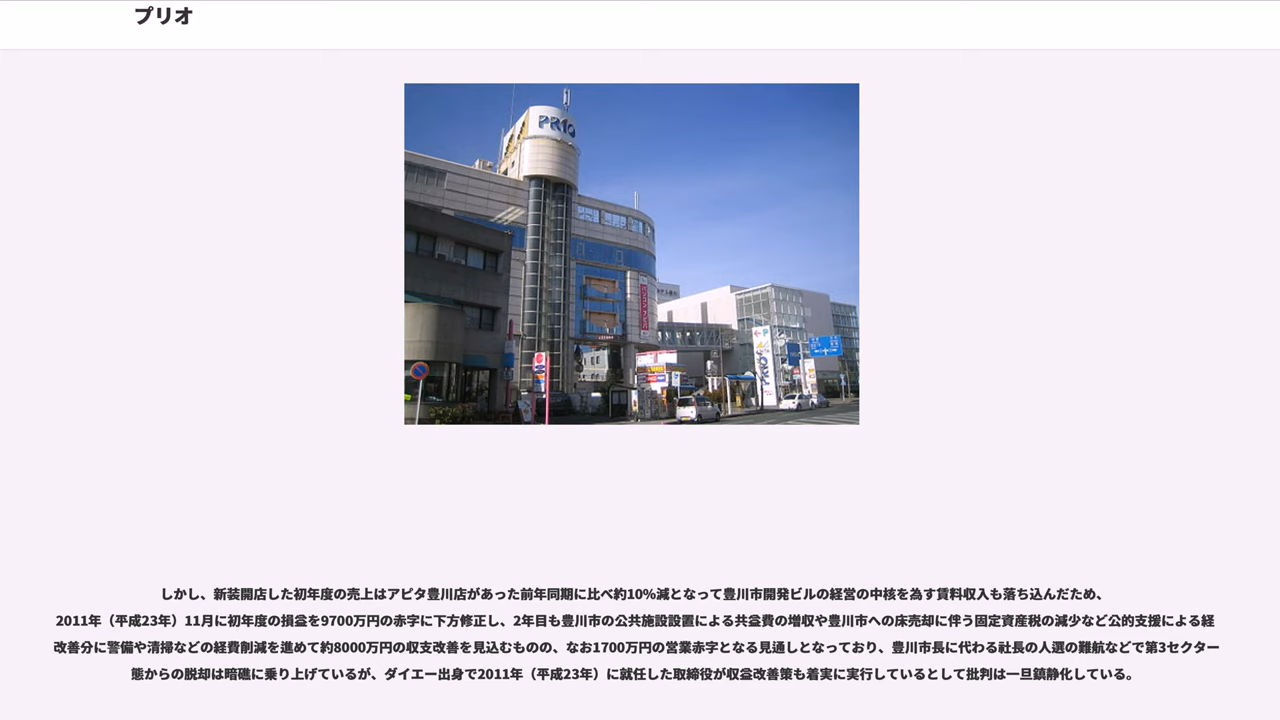 プリオ
PRiO
しかし、新装開店した初年度の売上はアピタ豊川店があった前年同期に比べ約10%減となって豊川市開発ビルの経営の中核を為す賃料収入も落ち込んだため、
2011年（平成23年）11月に初年度の損益を9700万円の赤字に下方修正し、2年目も豊川市の公共施設設置による共益費の増収や豊川市への床売却に伴う固定資産税の減少など公的支援による経
改善分に警備や清掃などの経費削減を進めて約8000万円の収支改善を見込むものの、なお1700万円の営業赤字となる見通しとなっており、豊川市長に代わる社長の人選の難航などで第3セクター
態からの脱却は暗礁に乗り上げているが、ダイエー出身で2011年（平成23年）に就任した取締役が収益改善策も着実に実行しているとして批判は一旦鎮静化している。